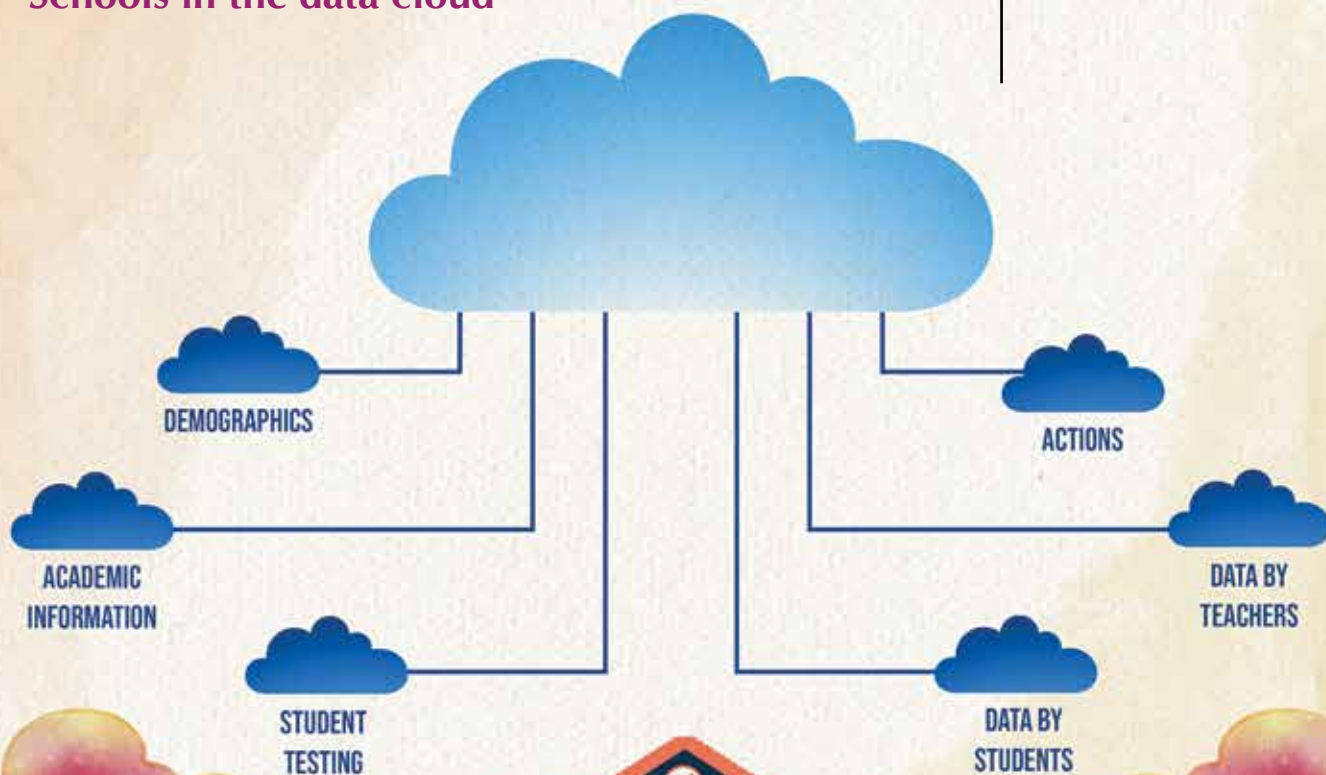 Schools in the data cloud
DEMOGRAPHICS
ACTIONS
ACADEMIC
INFORMATION
DATA BY
TEACHERS
STUDENT
TESTING
DATA BY
STUDENTS